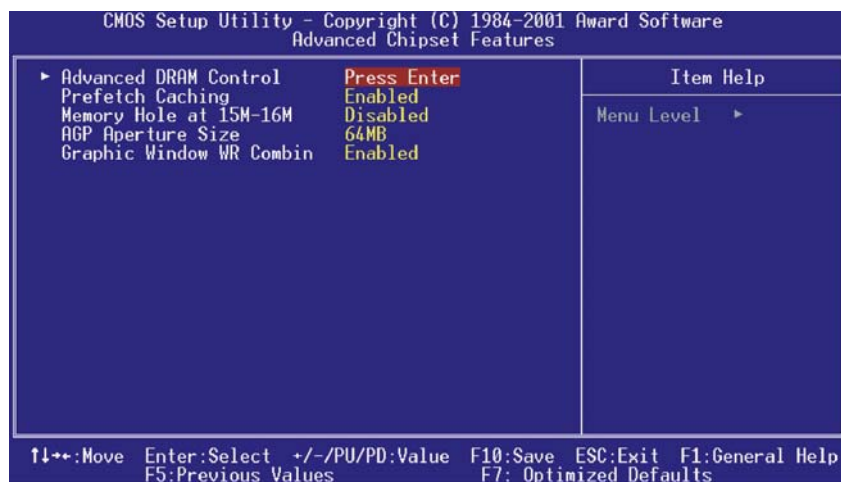 CMOS Setup Utility - Copyright (C) 1984-2001 Award Software
Advanced Chipset Features
► Advanced DRAM Control Press Enter
Prefetch Caching Enabled
Memory Hole at 15M-16M Disabled
AGP Aperture Size 64MB
Graphic Window WR Combin Enabled
Item Help
Menu Level ►
↑↓→←:Move Enter:Select +/-/PU/PD:Value F10:Save ESC:Exit F1:General Help
F5:Previous Values F7: Optimized Defaults